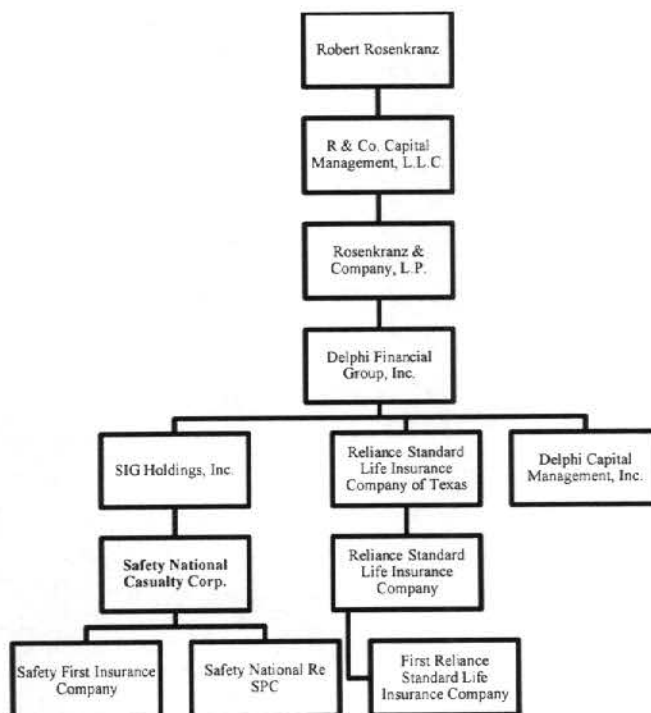 Robert Rosenkranz
R & Co. Capital
Management, L.L.C.
Rosenkranz &
Company, L.P.
Delphi Financial
Group, Inc.
SIG Holdings, Inc.
Reliance Standard
Life Insurance
Company of Texas
Delphi Capital
Management, Inc.
Safety National
Casualty Corp.
Reliance Standard
Life Insurance
Company
Safety First Insurance
Company
Safety National Re
SPC
First Reliance
Standard Life
Insurance Company